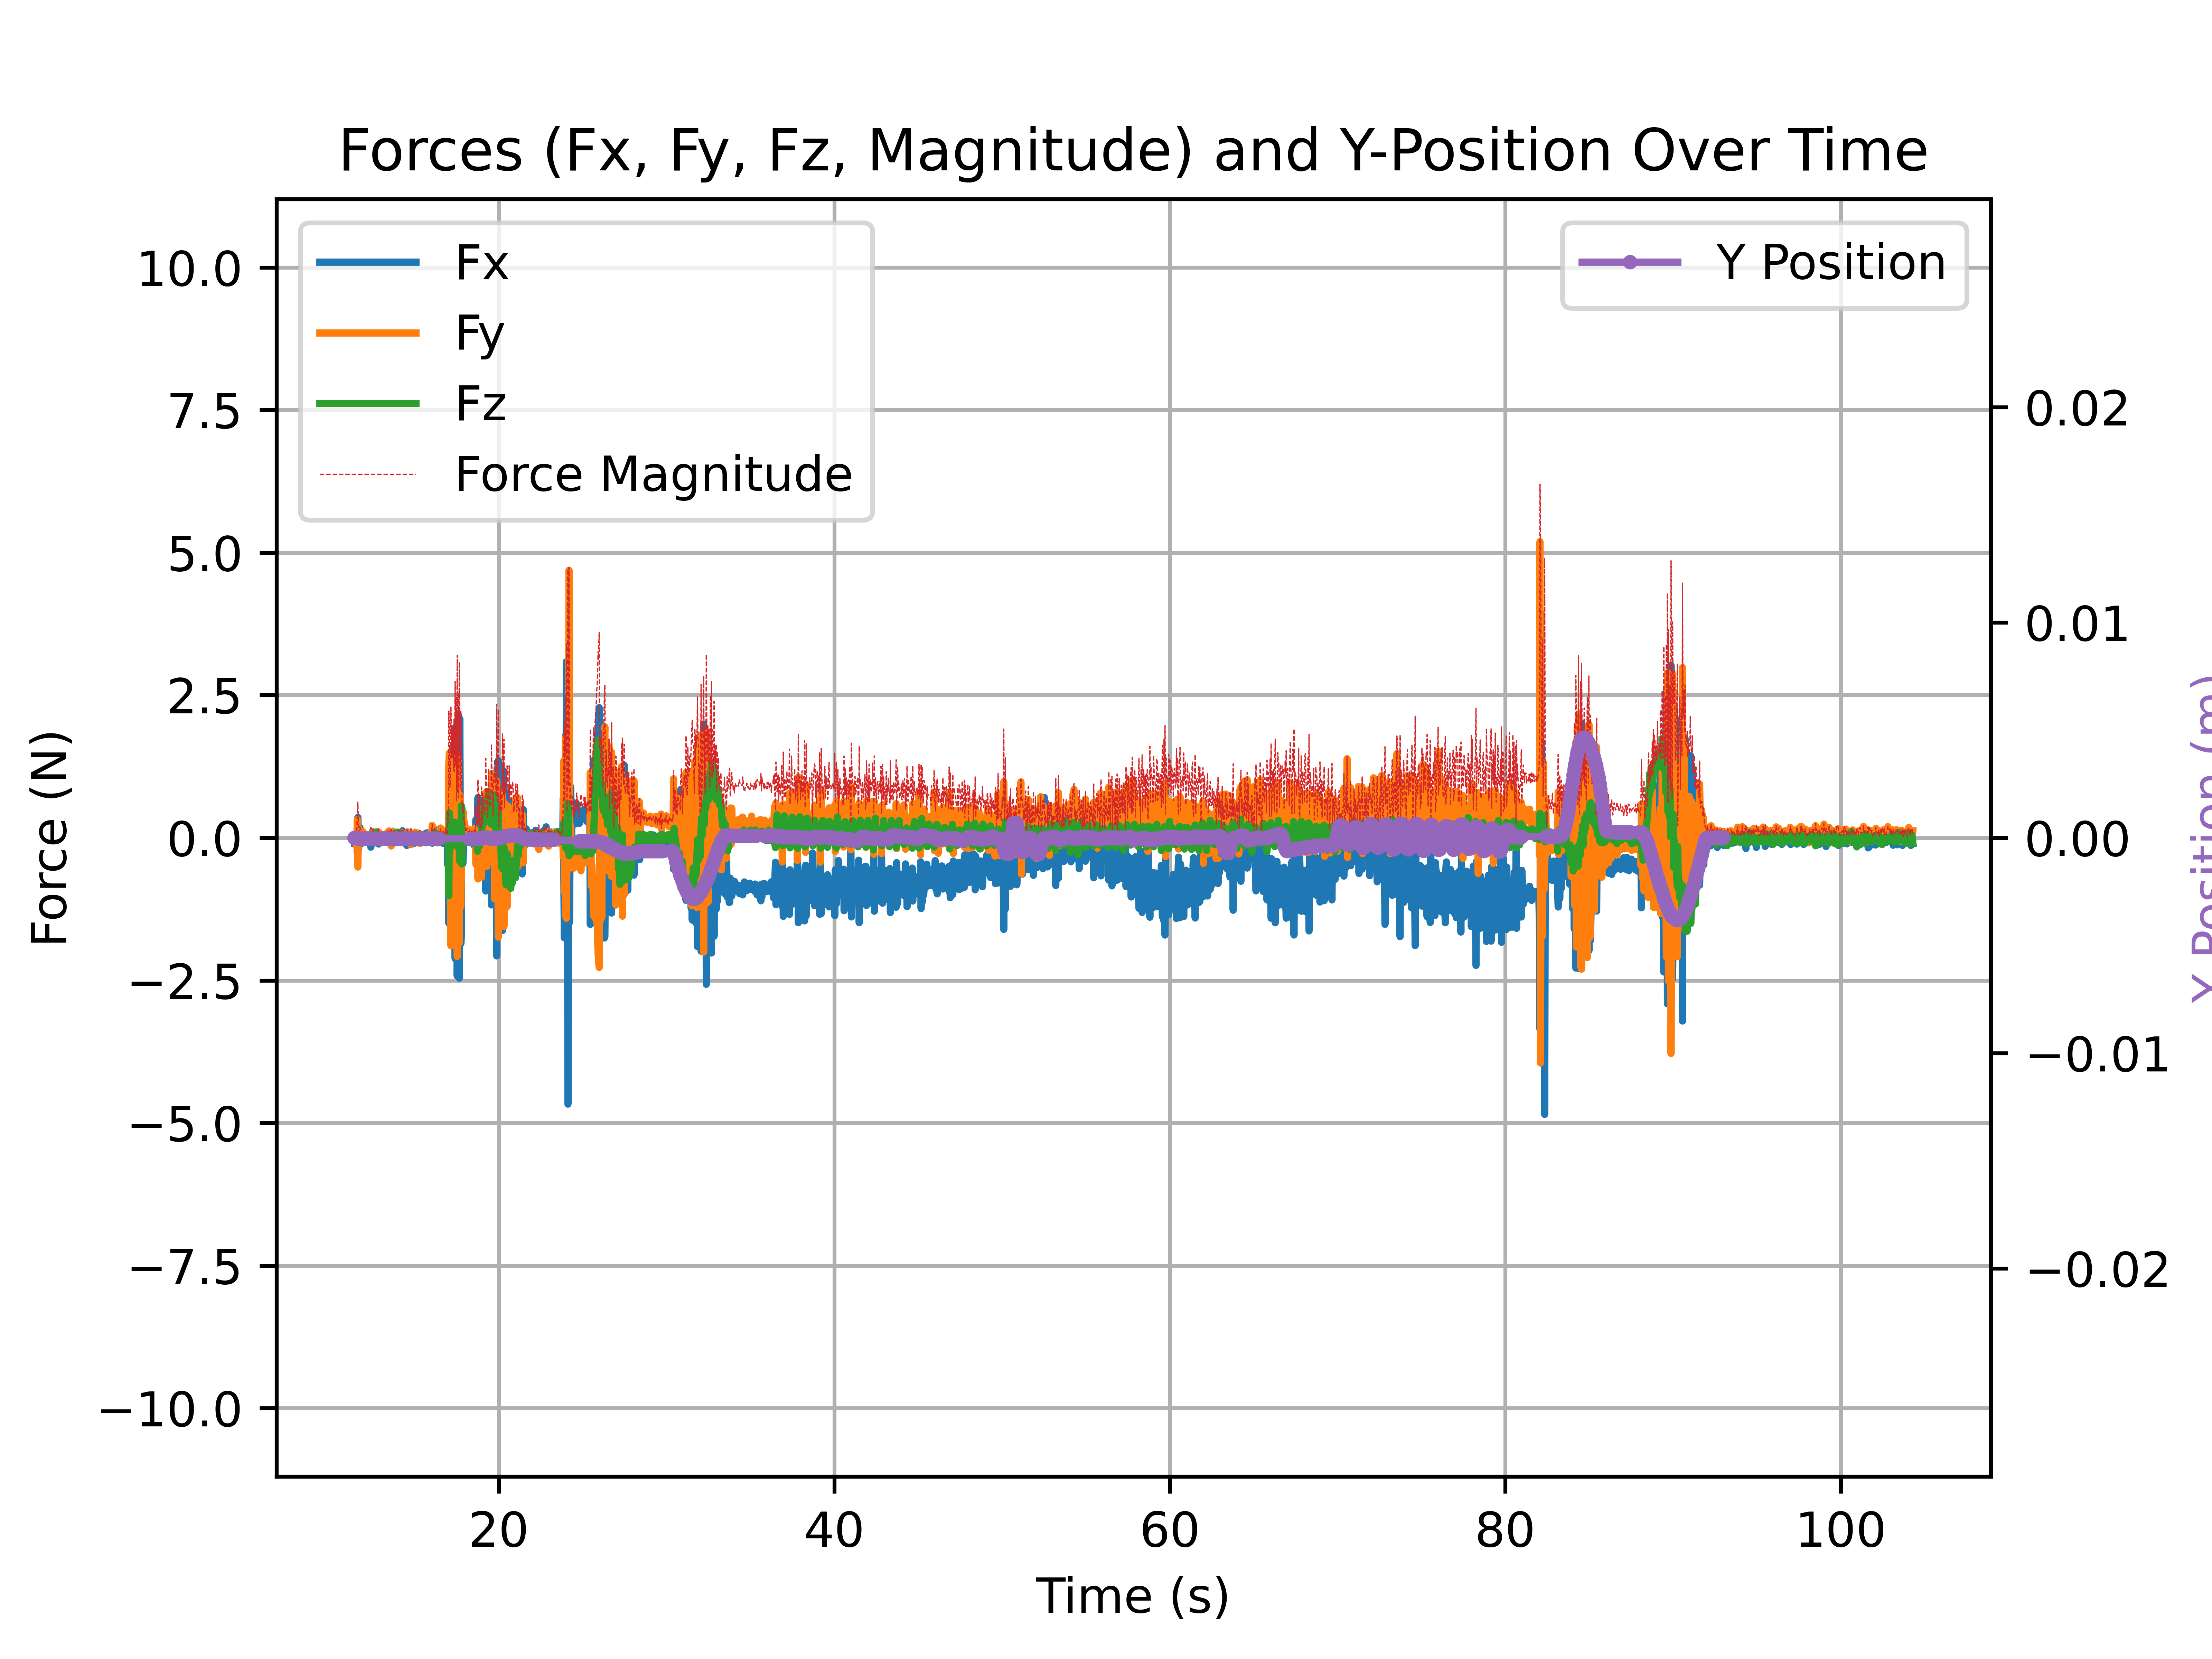 Forces (Fx, Fy, Fz, Magnitude) and Y-Position Over Time
Fx
Fy
Fz
Force Magnitude
Y Position
10.0
7.5
5.0
2.5
0.0
−2.5
−5.0
−7.5
−10.0
Force (N)
0.02
0.01
0.00
−0.01
−0.02
Y Position (m)
20
40
60
80
100
Time (s)